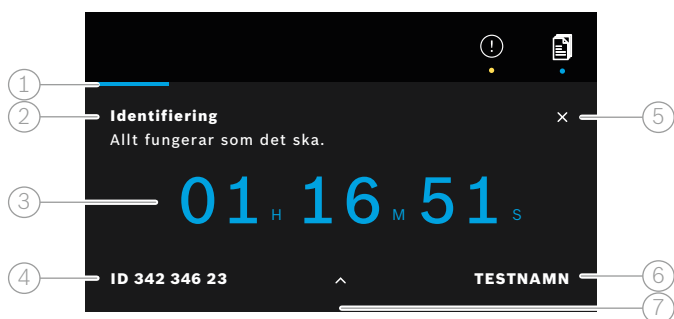 1
2 Identifiering 5
Allt fungerar som det ska.
3 01 H 16 M 51 S
4 ID 342 346 23 TESTNAMN 6
7